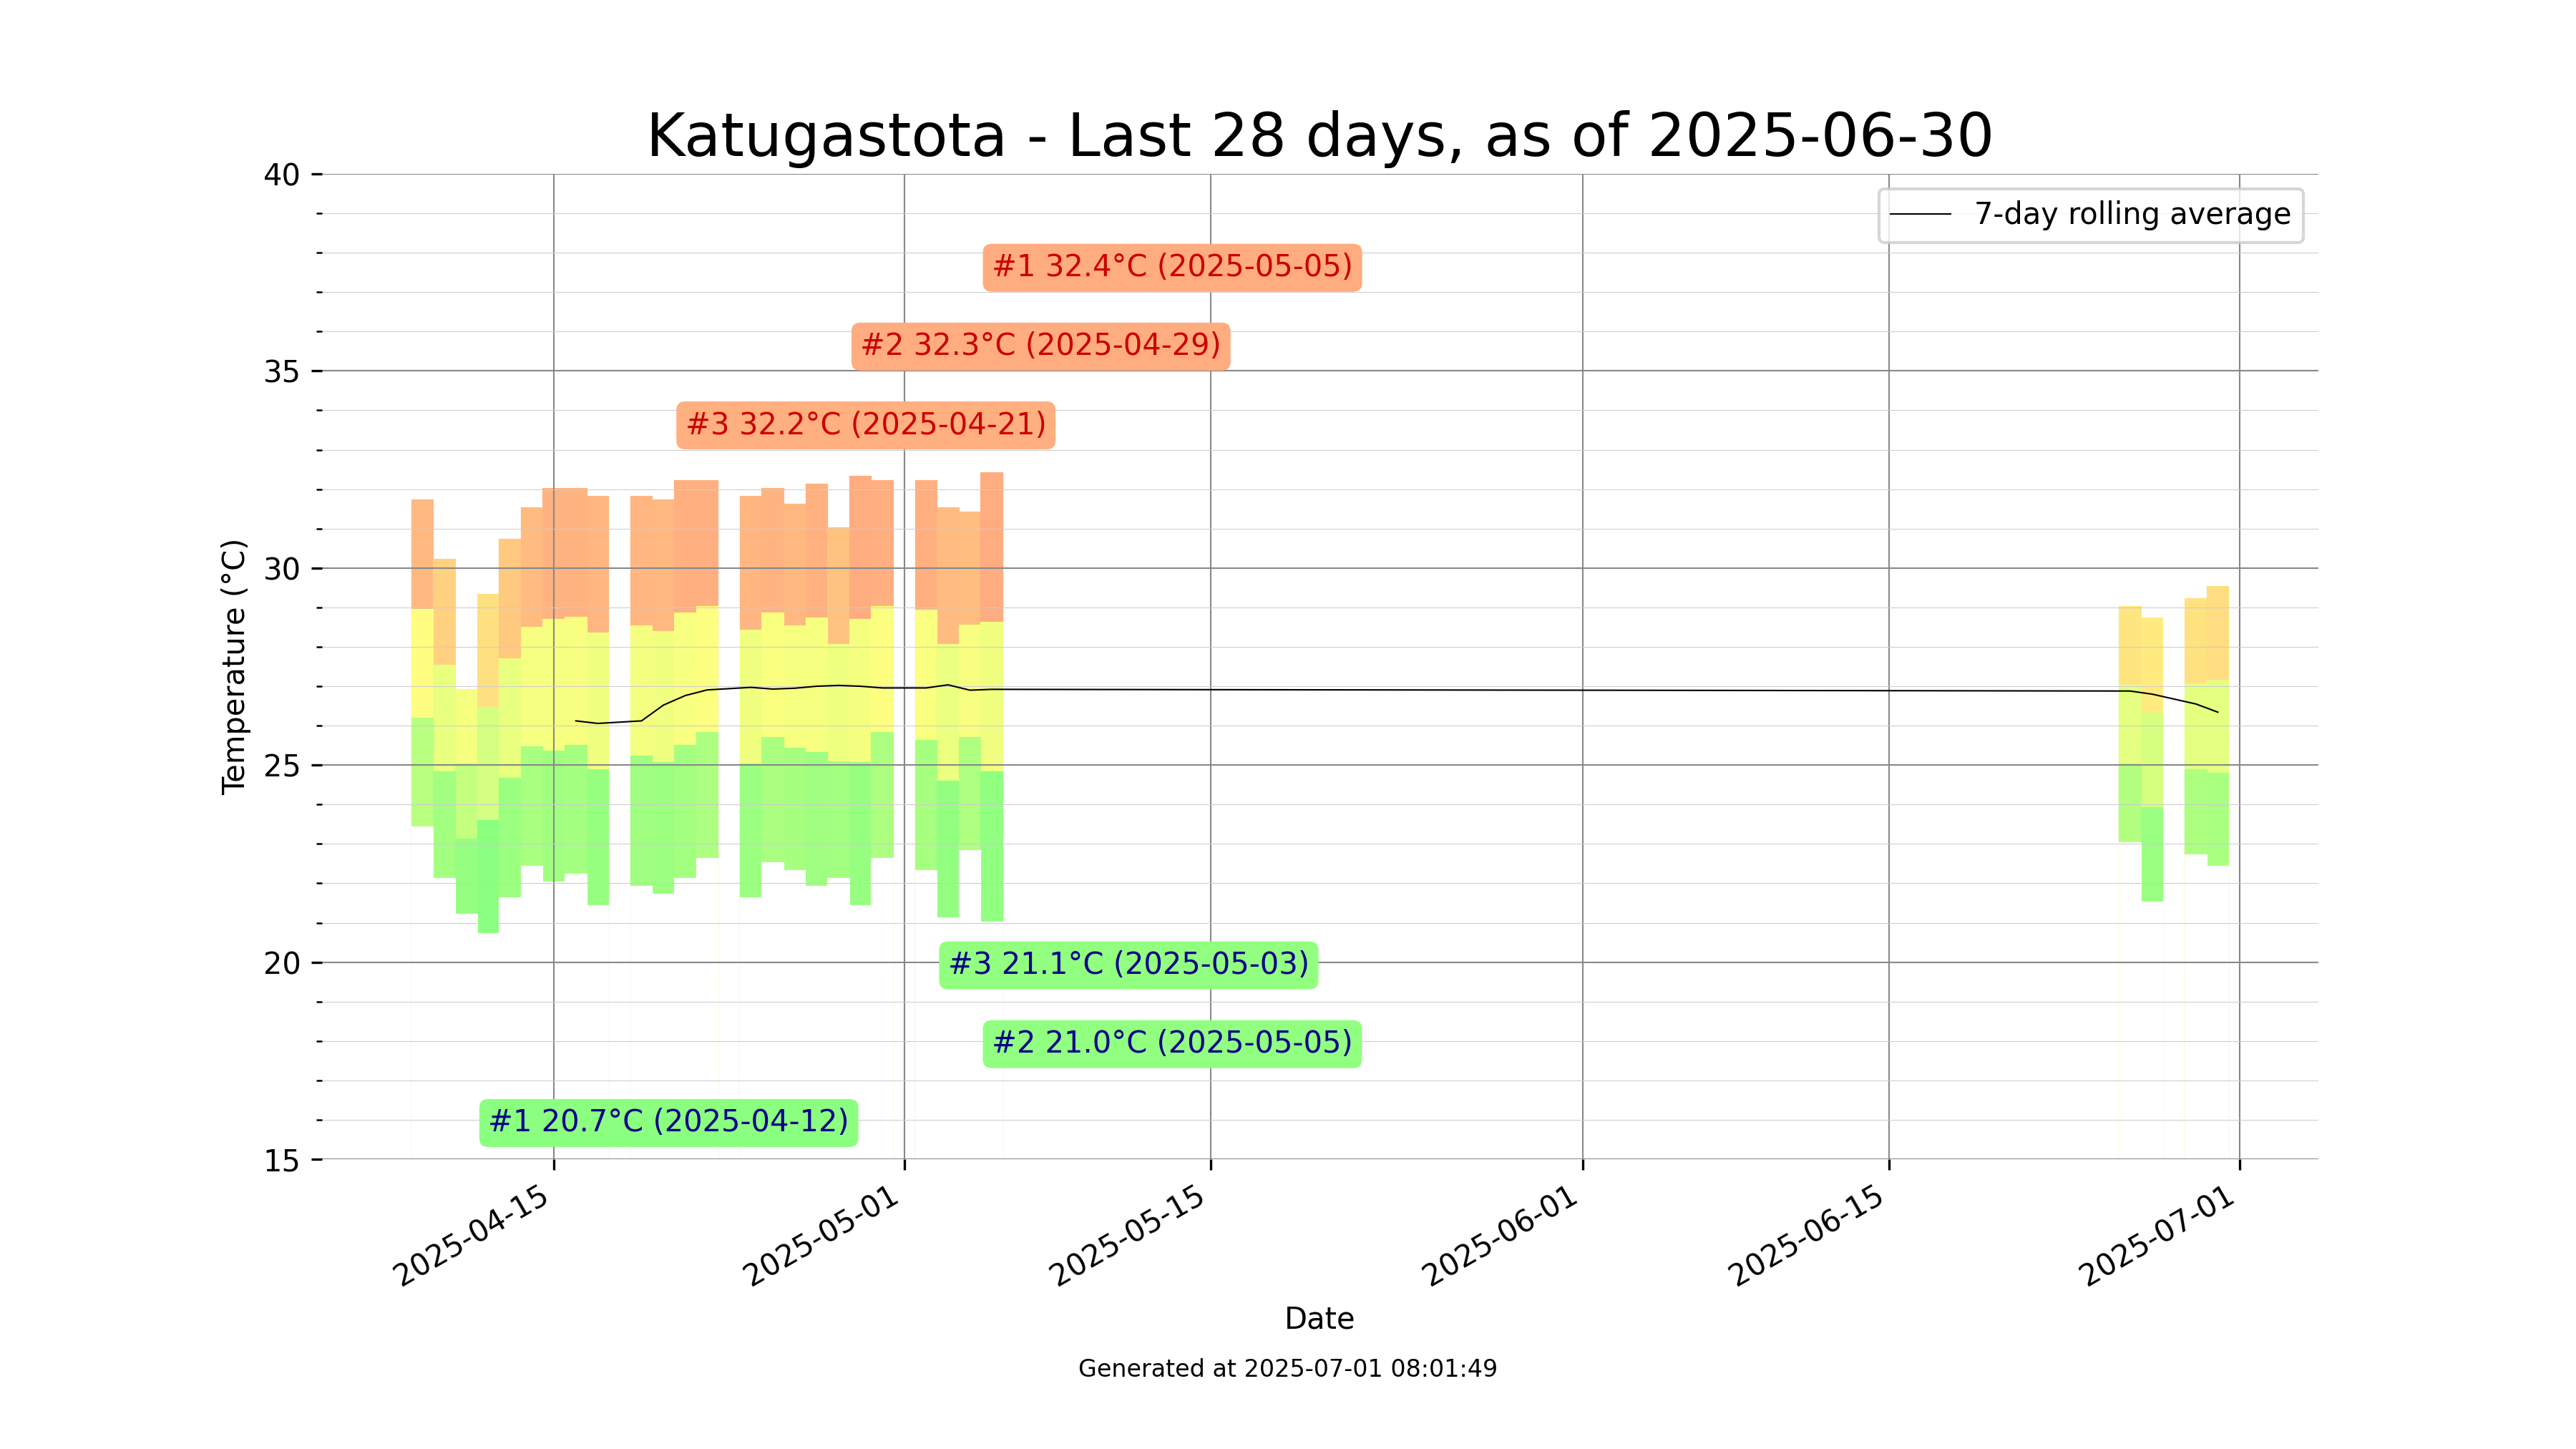 Katugastota - Last 28 days, as of 2025-06-30
7-day rolling average
#1 32.4°C (2025-05-05)
#2 32.3°C (2025-04-29)
#3 32.2°C (2025-04-21)
40
35
30
25
20
15
Temperature (°C)
#3 21.1°C (2025-05-03)
#2 21.0°C (2025-05-05)
#1 20.7°C (2025-04-12)
2025-04-15
2025-05-01
2025-05-15
2025-06-01
2025-06-15
2025-07-01
Date
Generated at 2025-07-01 08:01:49